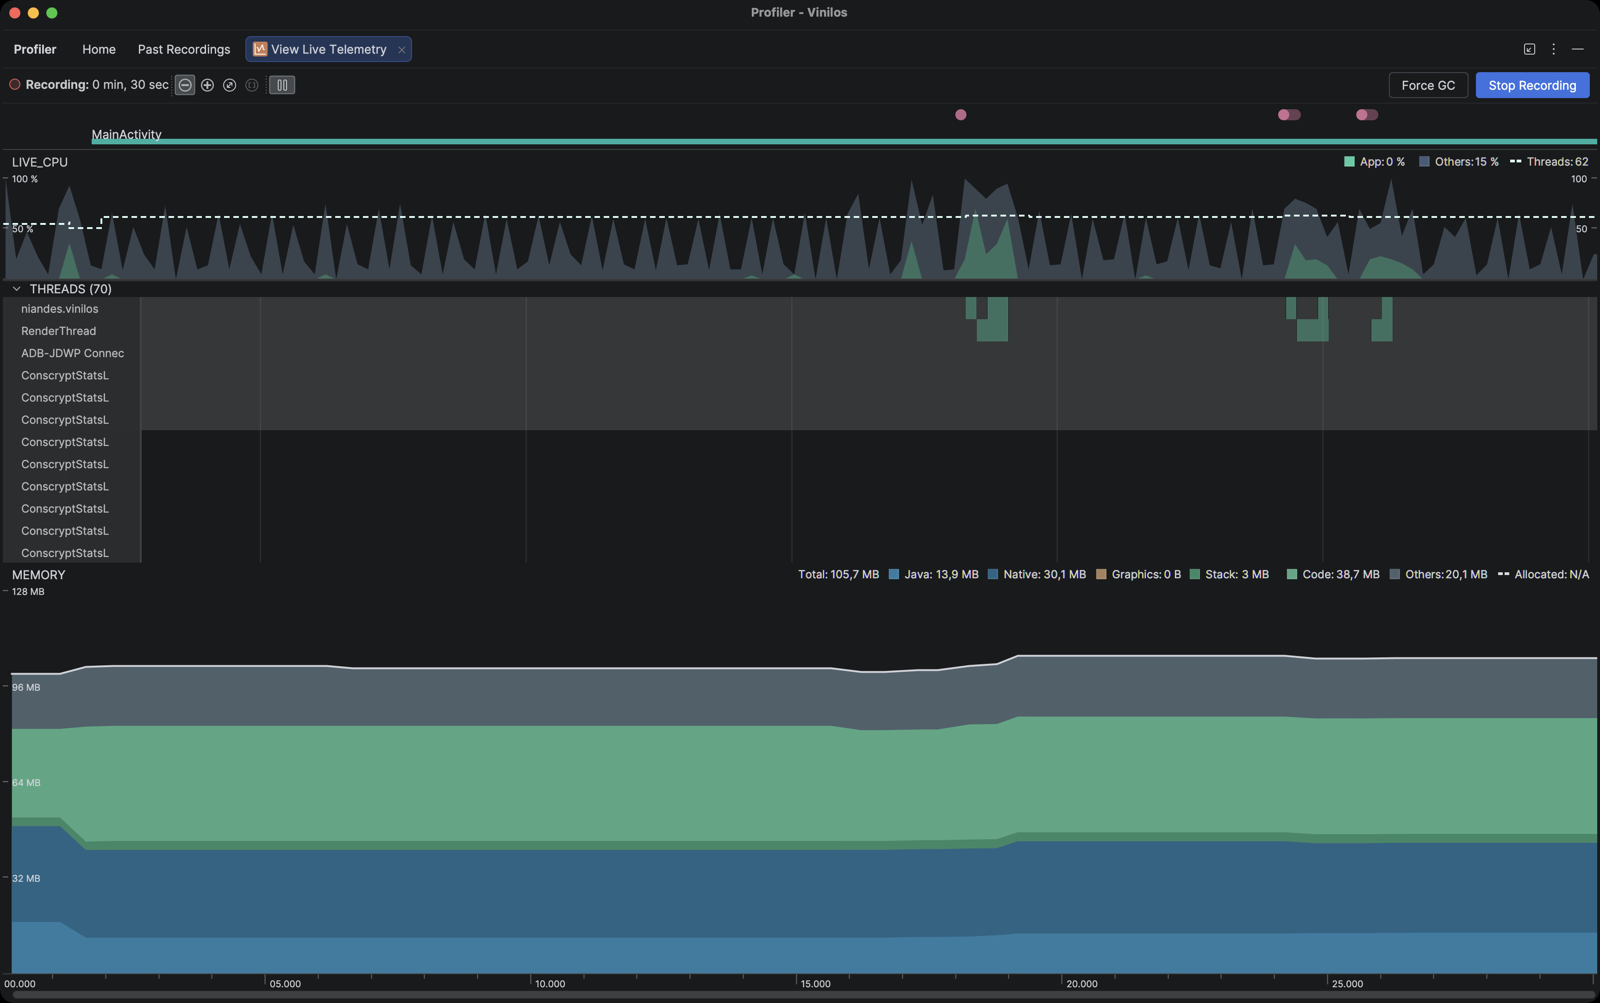 Profiler - Vinilos
Profiler Home Past Recordings View Live Telemetry
Recording: 0 min, 30 sec Force GC Stop Recording
MainActivity
LIVE_CPU App: 0 % Others: 15 % Threads: 62
100 % 100
50 % 50
THREADS (70)
niandes.vinilos
RenderThread
ADB-JDWP Connec
ConscryptStatsL
ConscryptStatsL
ConscryptStatsL
ConscryptStatsL
ConscryptStatsL
ConscryptStatsL
ConscryptStatsL
ConscryptStatsL
ConscryptStatsL
MEMORY Total: 105,7 MB Java: 13,9 MB Native: 30,1 MB Graphics: 0 B Stack: 3 MB Code: 38,7 MB Others: 20,1 MB Allocated: N/A
128 MB
96 MB
64 MB
32 MB
00.000 05.000 10.000 15.000 20.000 25.000